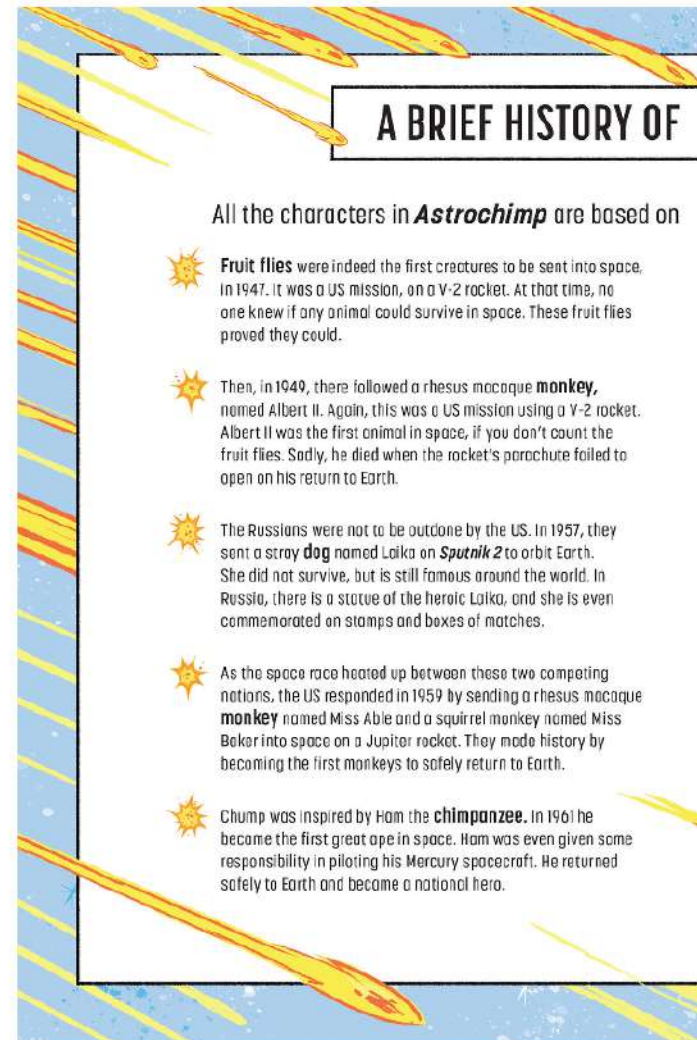 A BRIEF HISTORY OF
All the characters in Astrochimp are based on
Fruit flies were indeed the first creatures to be sent into space,
in 1947. It was a US mission, on a V-2 rocket. At that time, no
one knew if any animal could survive in space. These fruit flies
proved they could.
Then, in 1949, there followed a rhesus macaque monkey,
named Albert II. Again, this was a US mission using a V-2 rocket.
Albert II was the first animal in space, if you don't count the
fruit flies. Sadly, he died when the rocket's parachute failed to
open on his return to Earth.
The Russians were not to be outdone by the US. In 1957, they
sent a stray dog named Laika on Sputnik 2 to orbit Earth.
She did not survive, but is still famous around the world. In
Russia, there is a statue of the heroic Laika, and she is even
commemorated on stamps and boxes of matches.
As the space race heated up between these two competing
nations, the US responded in 1959 by sending a rhesus macaque
monkey named Miss Able and a squirrel monkey named Miss
Baker into space on a Jupiter rocket. They made history by
becoming the first monkeys to safely return to Earth.
Chump was inspired by Ham the chimpanzee. In 1961 he
became the first great ape in space. Ham was even given some
responsibility in piloting his Mercury spacecraft. He returned
safely to Earth and became a national hero.